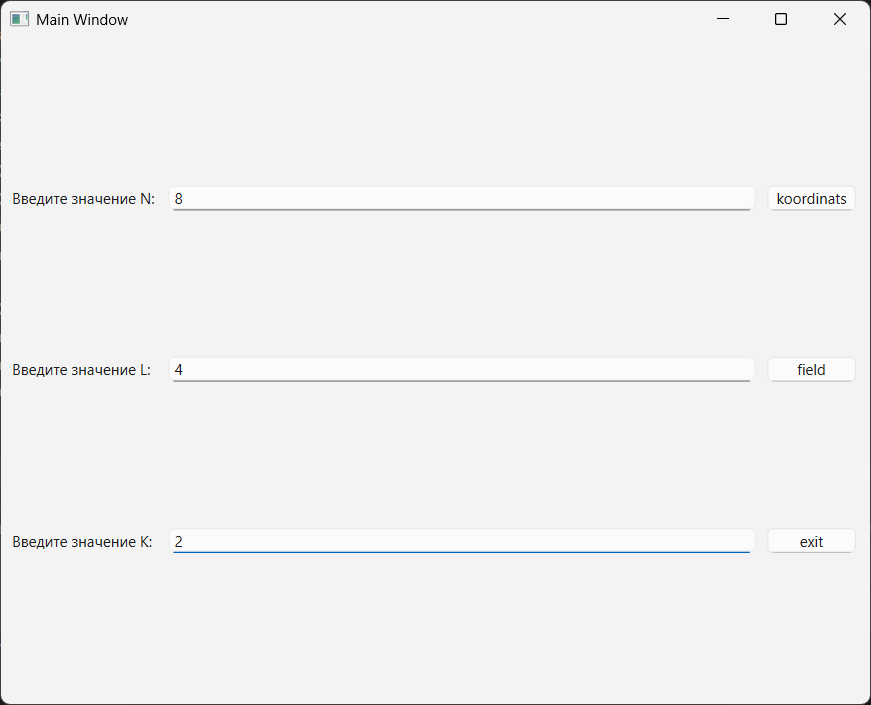 Main Window
Введите значение N: 8 koordinats
Введите значение L: 4 field
Введите значение K: 2 exit